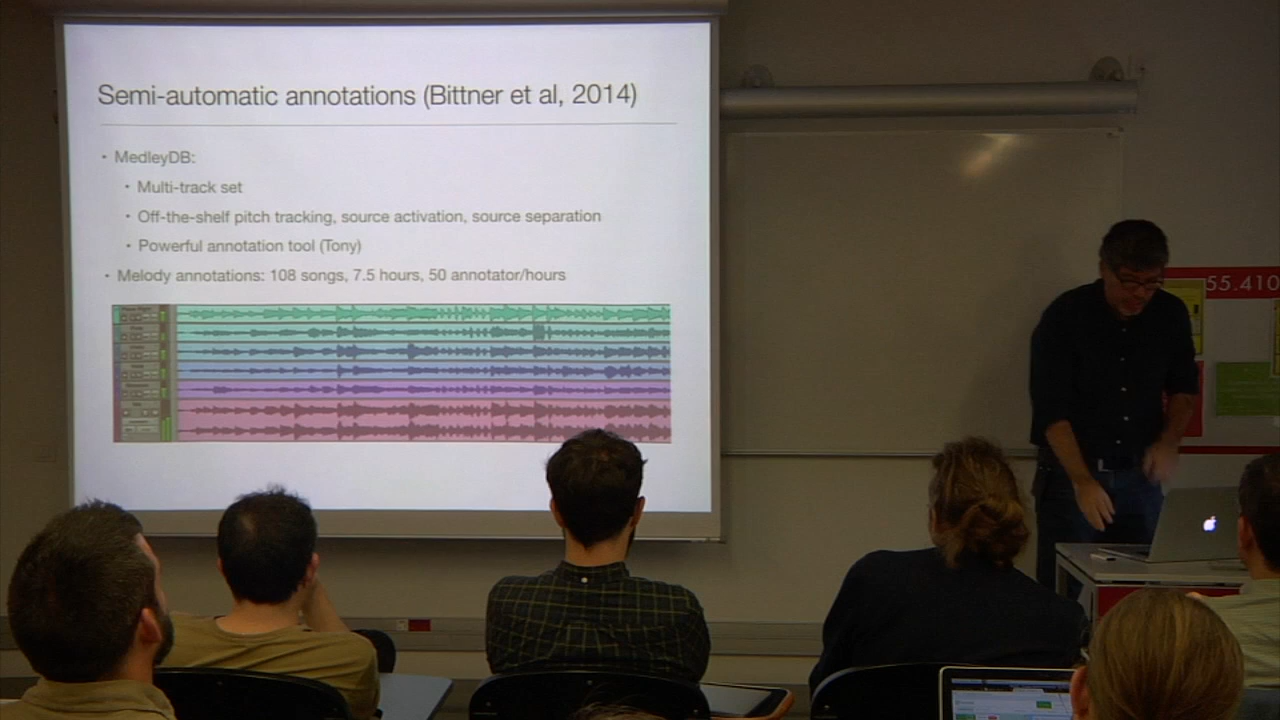 Semi-automatic annotations (Bittner et al, 2014)
• MedleyDB:
• Multi-track set
• Off-the-shelf pitch tracking, source activation, source separation
• Powerful annotation tool (Tony)
• Melody annotations: 108 songs, 7.5 hours, 50 annotator/hours
55.410